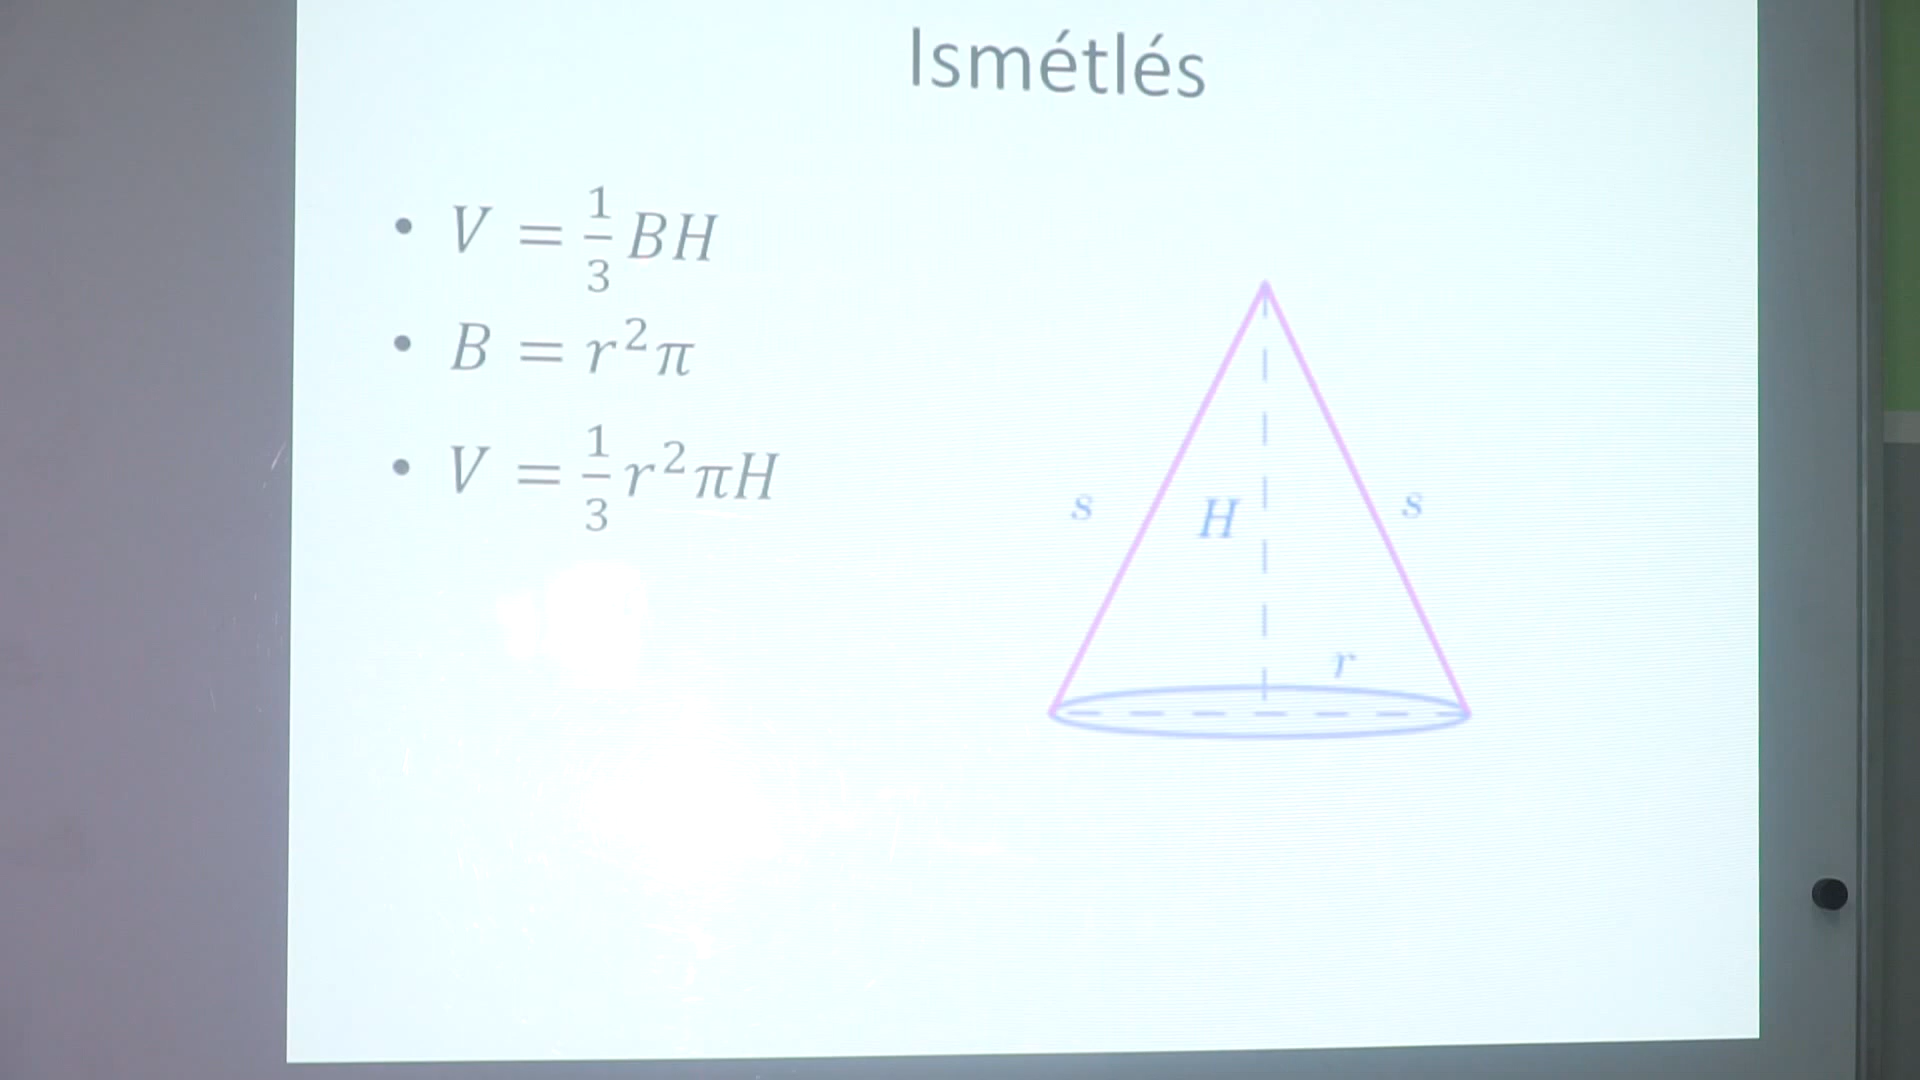 Ismétlés
• V = 1/3 BH
• B = r²π
• V = 1/3 r²πH
s H s
r